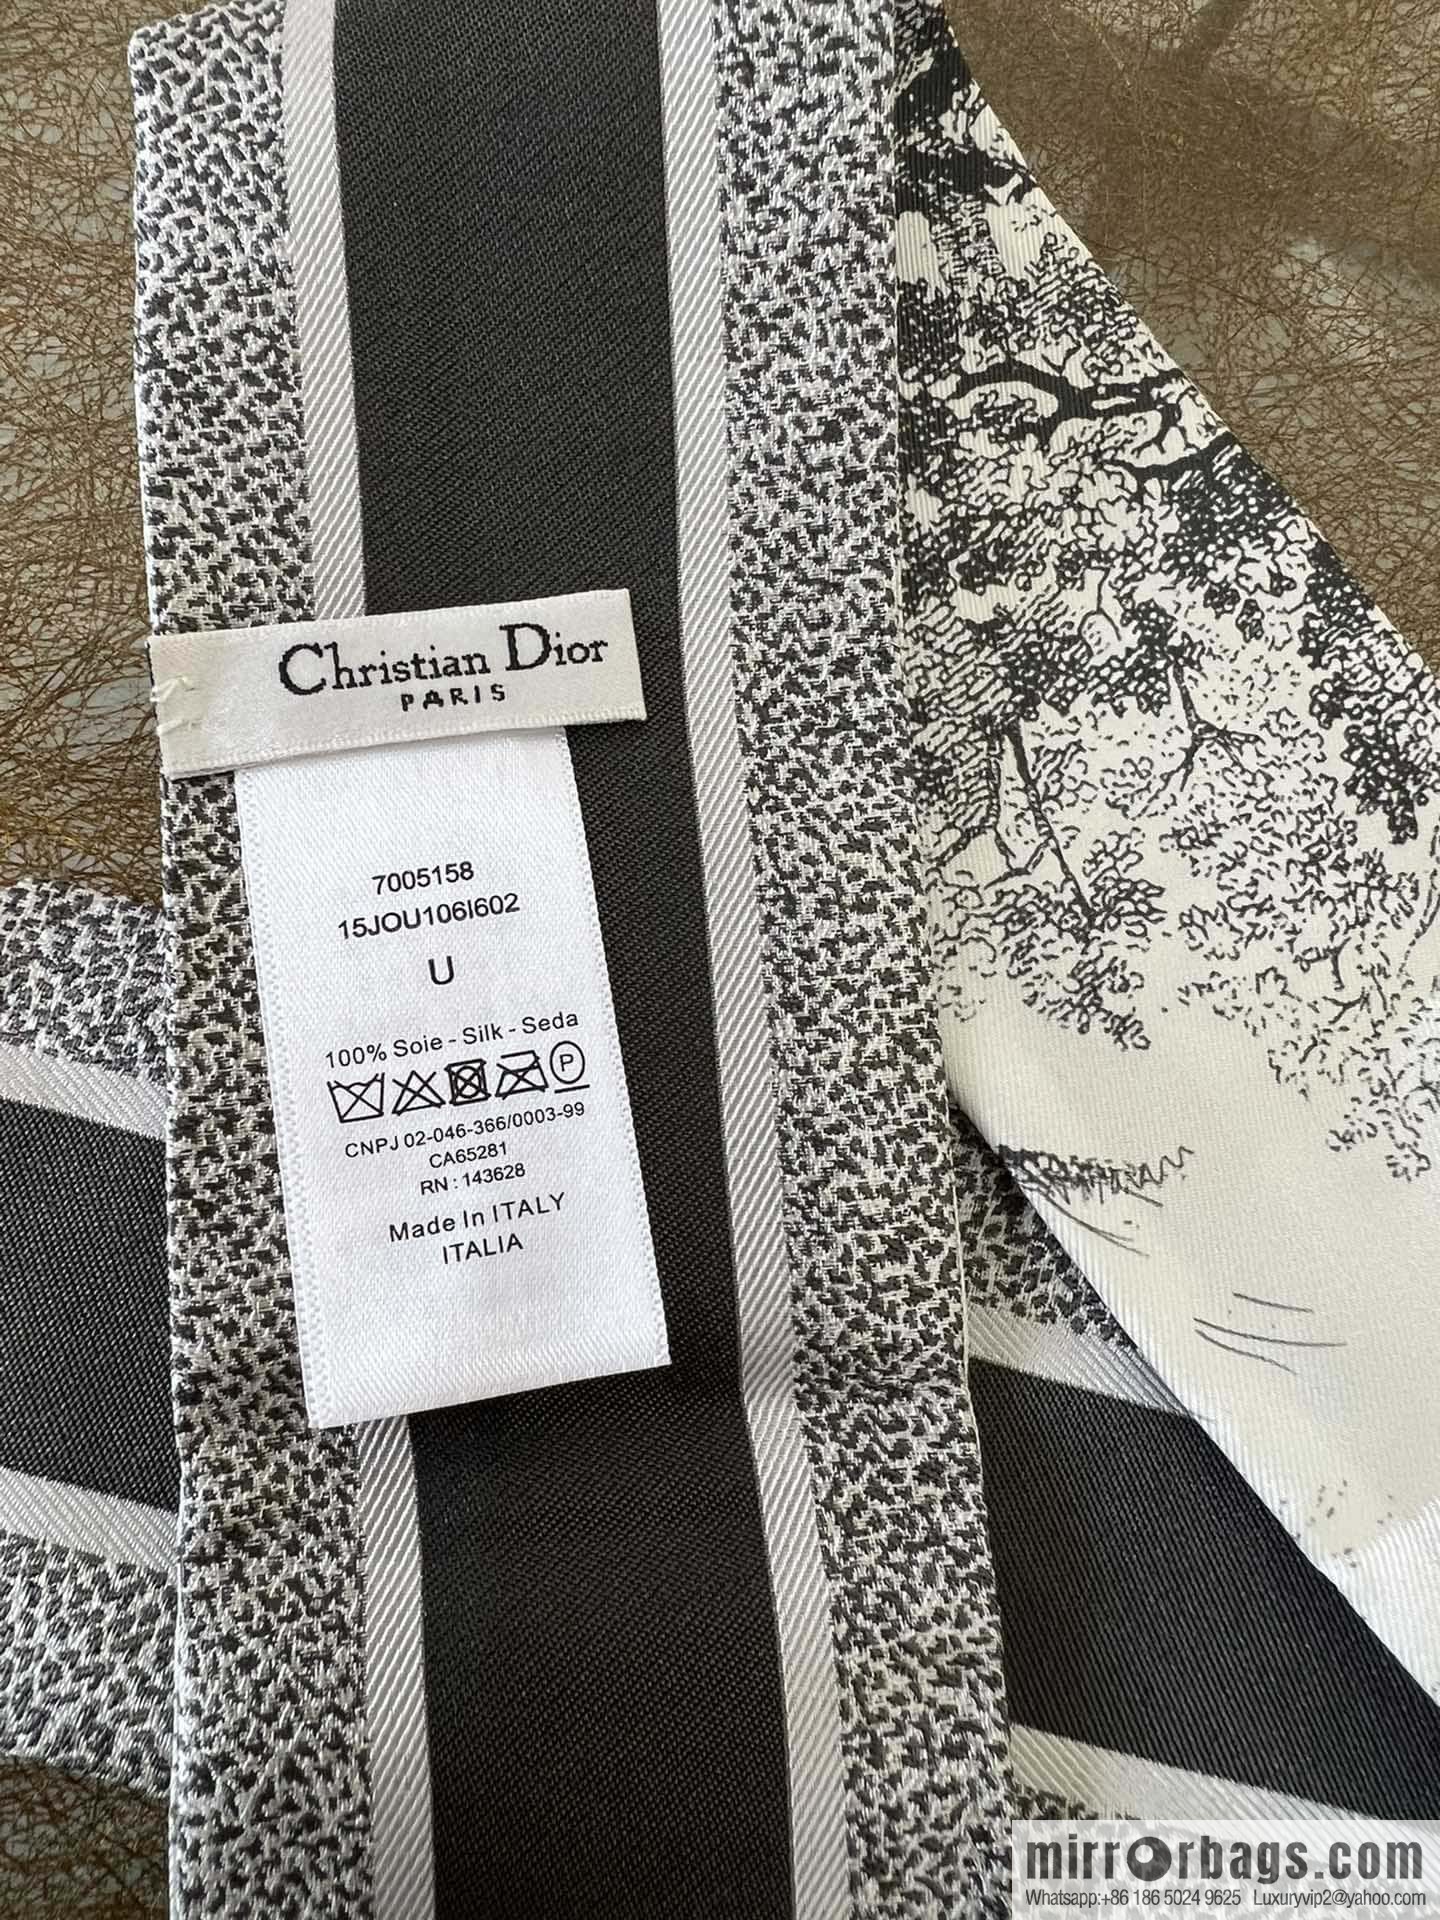 Christian Dior
PARIS
7005158
15JOU106I602
U
100% Soie - Silk - Seda
P
CNPJ 02-046-366/0003-99
CA65281
RN : 143628
Made In ITALY
ITALIA
mirrorbags.com
Whatsapp:+86 186 5024 9625 Luxuryvip2@yahoo.com